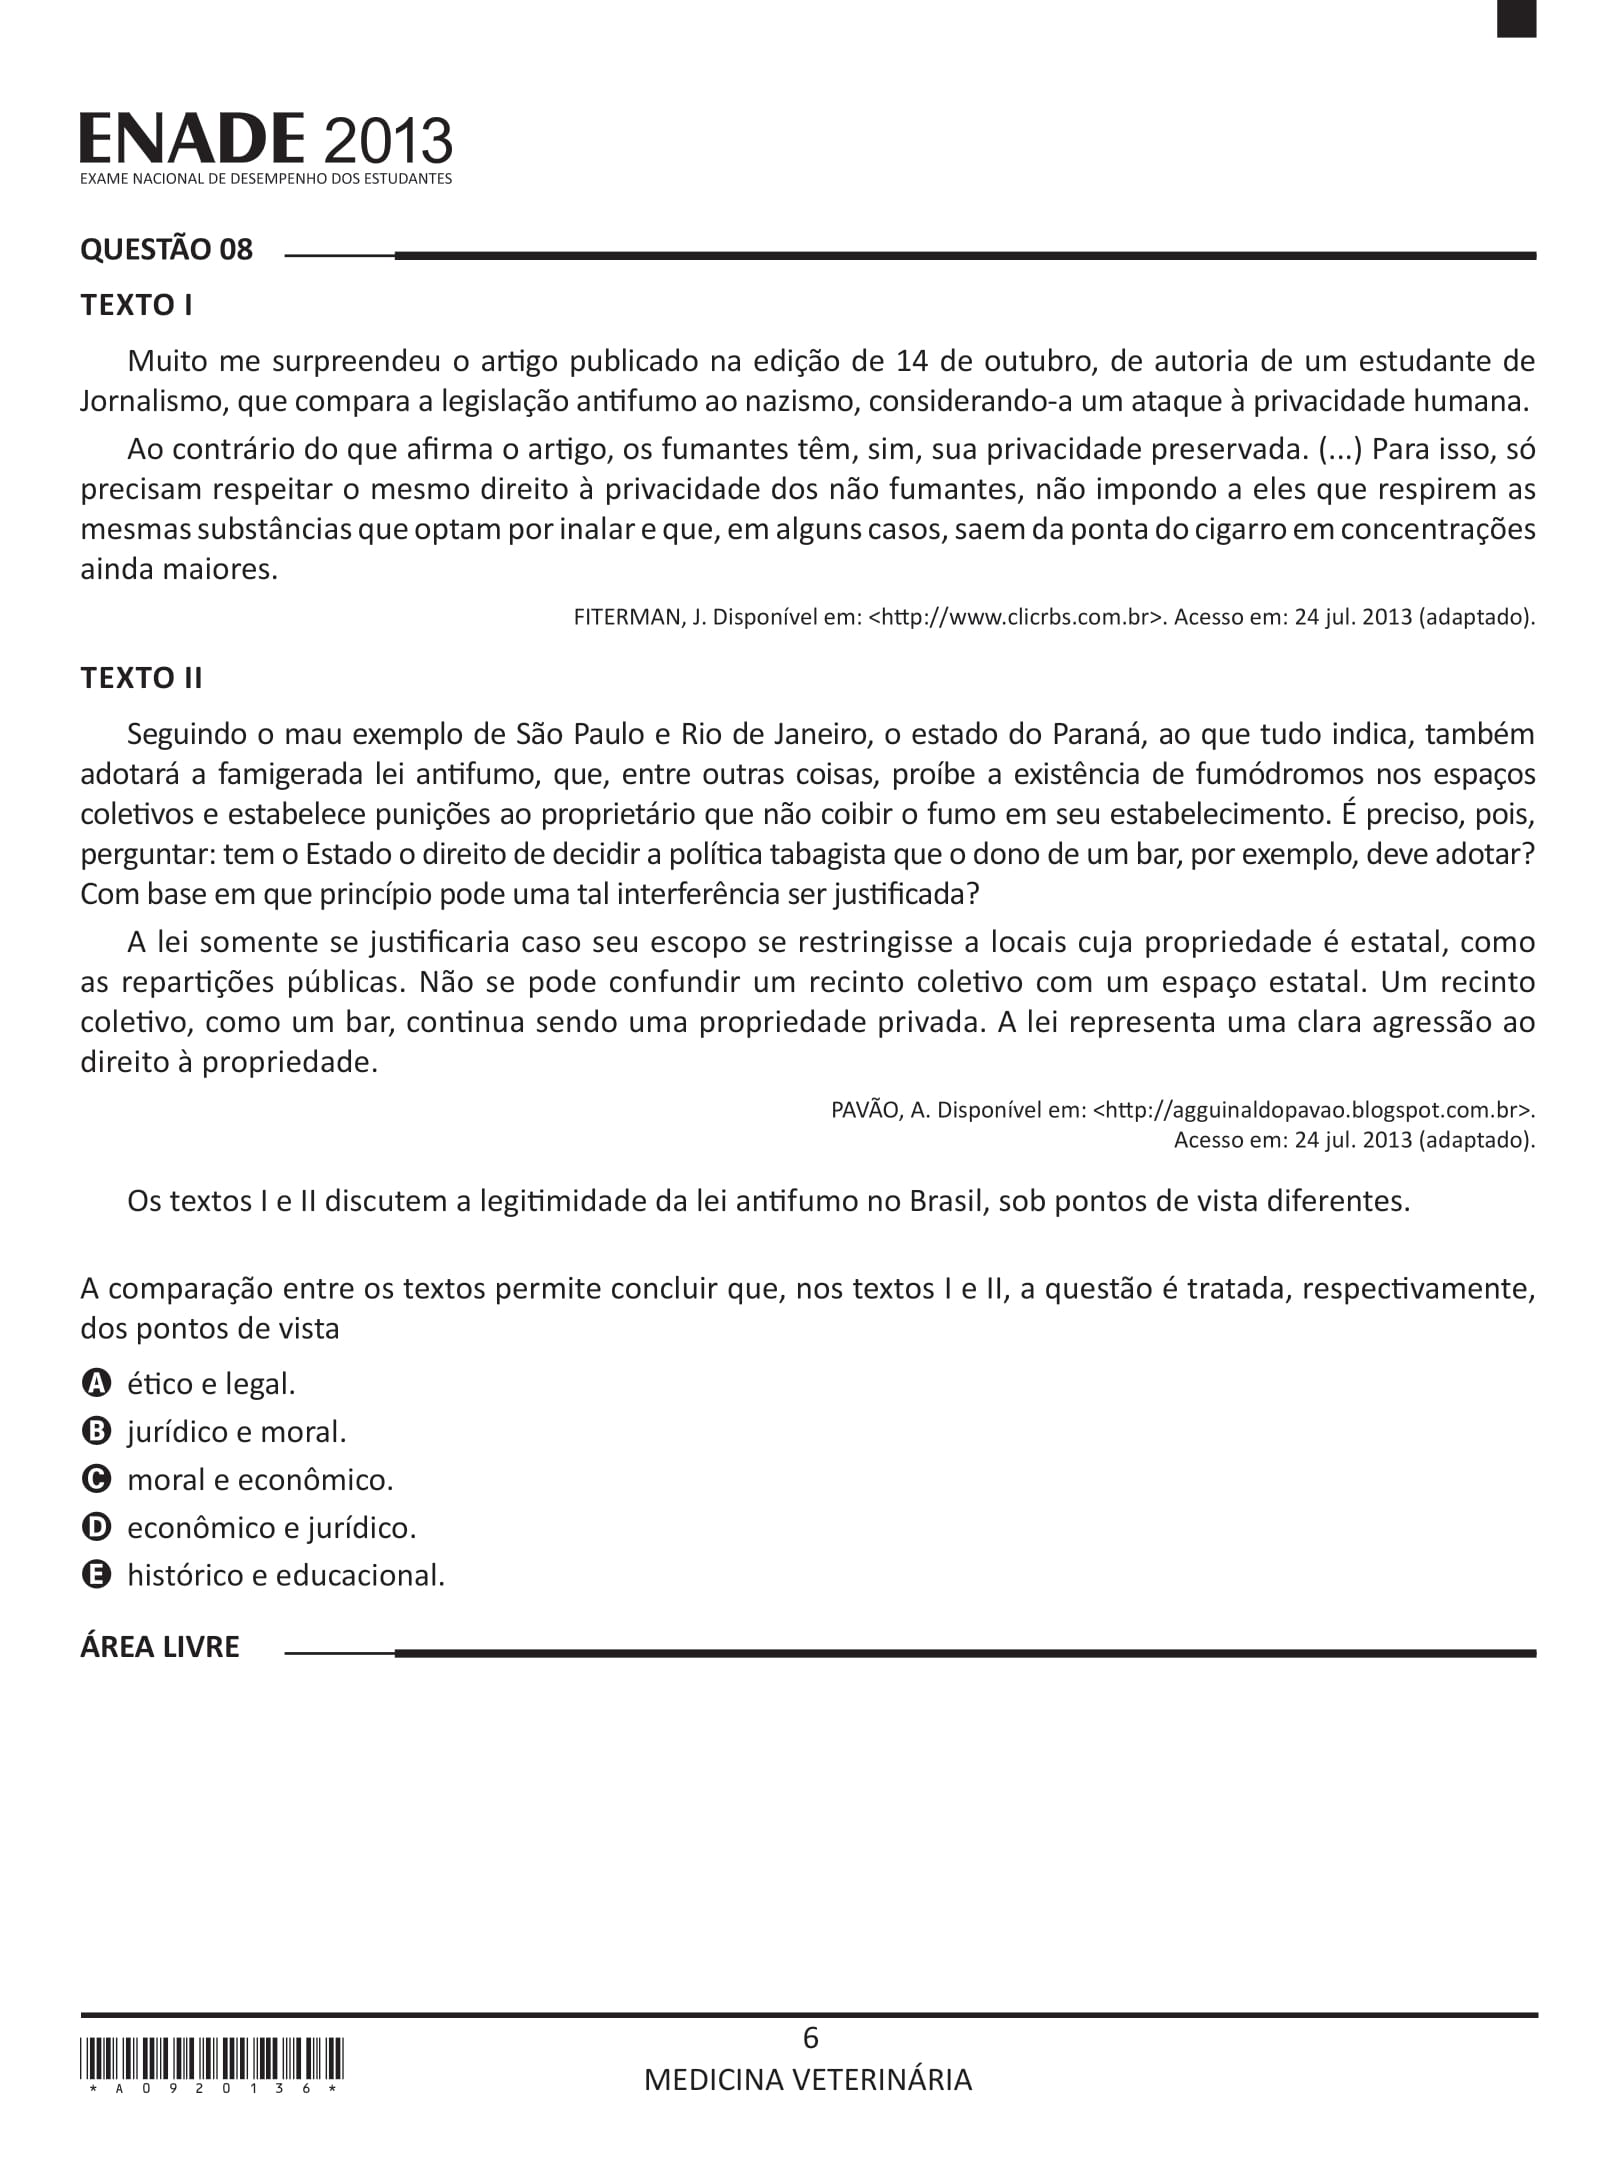 ENADE 2013
EXAME NACIONAL DE DESEMPENHO DOS ESTUDANTES
QUESTÃO 08
TEXTO I
Muito me surpreendeu o artigo publicado na edição de 14 de outubro, de autoria de um estudante de
Jornalismo, que compara a legislação antifumo ao nazismo, considerando-a um ataque à privacidade humana.
Ao contrário do que afirma o artigo, os fumantes têm, sim, sua privacidade preservada. (...) Para isso, só
precisam respeitar o mesmo direito à privacidade dos não fumantes, não impondo a eles que respirem as
mesmas substâncias que optam por inalar e que, em alguns casos, saem da ponta do cigarro em concentrações
ainda maiores.
FITERMAN, J. Disponível em: <http://www.clicrbs.com.br>. Acesso em: 24 jul. 2013 (adaptado).
TEXTO II
Seguindo o mau exemplo de São Paulo e Rio de Janeiro, o estado do Paraná, ao que tudo indica, também
adotará a famigerada lei antifumo, que, entre outras coisas, proíbe a existência de fumódromos nos espaços
coletivos e estabelece punições ao proprietário que não coibir o fumo em seu estabelecimento. É preciso, pois,
perguntar: tem o Estado o direito de decidir a política tabagista que o dono de um bar, por exemplo, deve adotar?
Com base em que princípio pode uma tal interferência ser justificada?
A lei somente se justificaria caso seu escopo se restringisse a locais cuja propriedade é estatal, como
as repartições públicas. Não se pode confundir um recinto coletivo com um espaço estatal. Um recinto
coletivo, como um bar, continua sendo uma propriedade privada. A lei representa uma clara agressão ao
direito à propriedade.
PAVÃO, A. Disponível em: <http://agguinaldopavao.blogspot.com.br>.
Acesso em: 24 jul. 2013 (adaptado).
Os textos I e II discutem a legitimidade da lei antifumo no Brasil, sob pontos de vista diferentes.
A comparação entre os textos permite concluir que, nos textos I e II, a questão é tratada, respectivamente,
dos pontos de vista
A ético e legal.
B jurídico e moral.
C moral e econômico.
D econômico e jurídico.
E histórico e educacional.
ÁREA LIVRE
6
MEDICINA VETERINÁRIA
*A0920136*